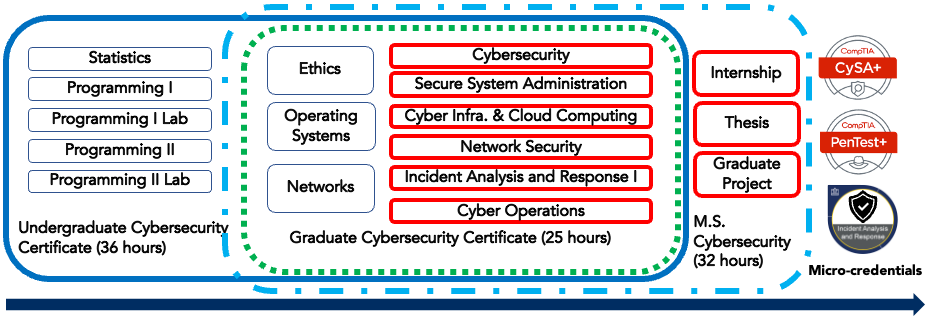 Statistics
Programming I
Programming I Lab
Programming II
Programming II Lab
Undergraduate Cybersecurity
Certificate (36 hours)
Ethics
Operating
Systems
Networks
Cybersecurity
Secure System Administration
Cyber Infra. & Cloud Computing
Network Security
Incident Analysis and Response I
Cyber Operations
Graduate Cybersecurity Certificate (25 hours)
Internship
Thesis
Graduate
Project
M.S.
Cybersecurity
(32 hours)
CompTIA
CySA+
CompTIA
PenTest+
Incident Analysis
and Response
Micro-credentials